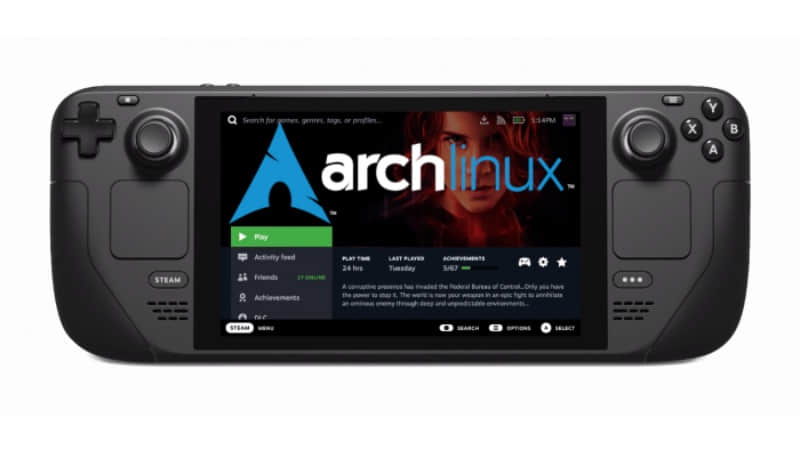 Search for games, genres, tags, or profiles...
1:14PM
archlinux™
™
Play
Activity feed
Friends 27 ONLINE
Achievements
DLC
PLAY TIME LAST PLAYED ACHIEVEMENTS
24 hrs Tuesday 5/67
A corruptive presence has invaded the Federal Bureau of Control...Only you have
the power to stop it. The world is now your weapon in an epic fight to annihilate
an ominous enemy through deep and unpredictable environments...
STEAM MENU SEARCH OPTIONS A SELECT
STEAM
Y
X B
A